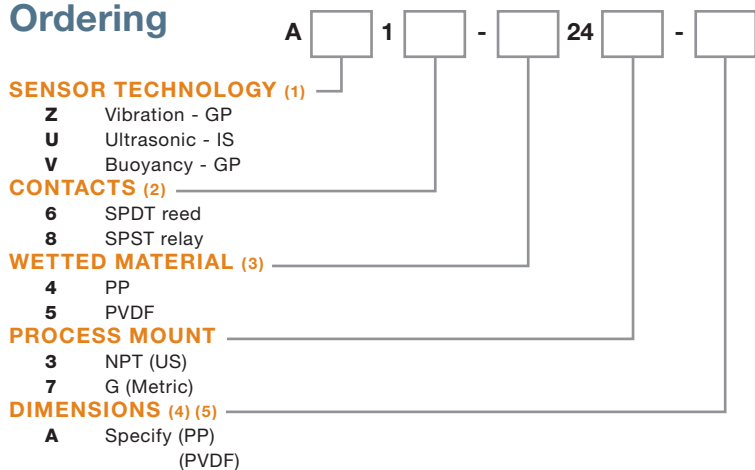 Ordering
A 1 - 24 -
SENSOR TECHNOLOGY (1)
Z Vibration - GP
U Ultrasonic - IS
V Buoyancy - GP
CONTACTS (2)
6 SPDT reed
8 SPST relay
WETTED MATERIAL (3)
4 PP
5 PVDF
PROCESS MOUNT
3 NPT (US)
7 G (Metric)
DIMENSIONS (4) (5)
A Specify (PP)
(PVDF)